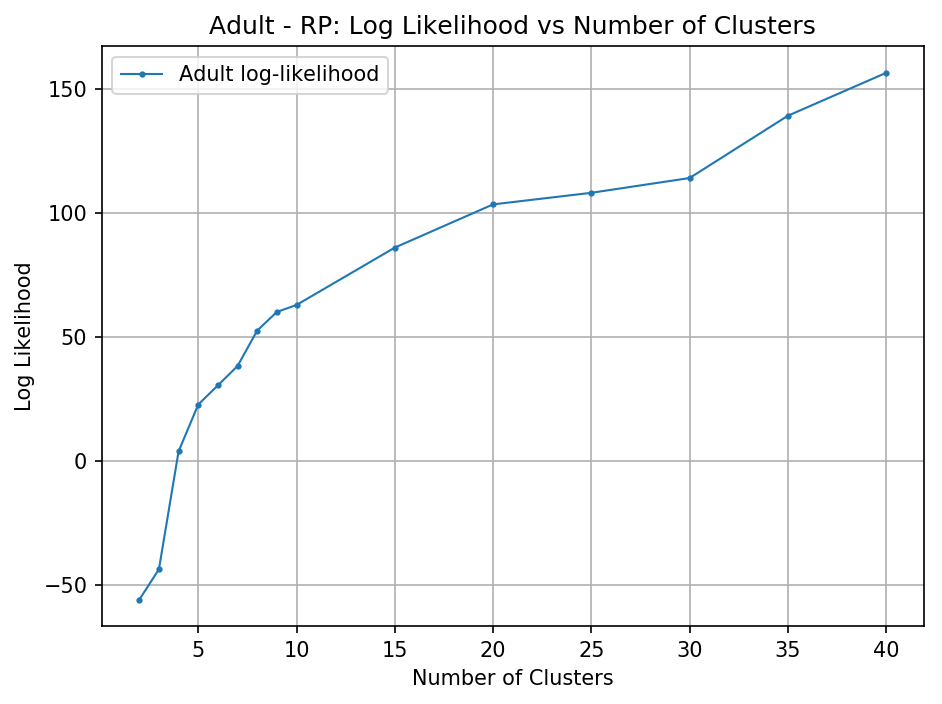 Adult - RP: Log Likelihood vs Number of Clusters
Adult log-likelihood
Log Likelihood
150
100
50
0
−50
5 10 15 20 25 30 35 40
Number of Clusters